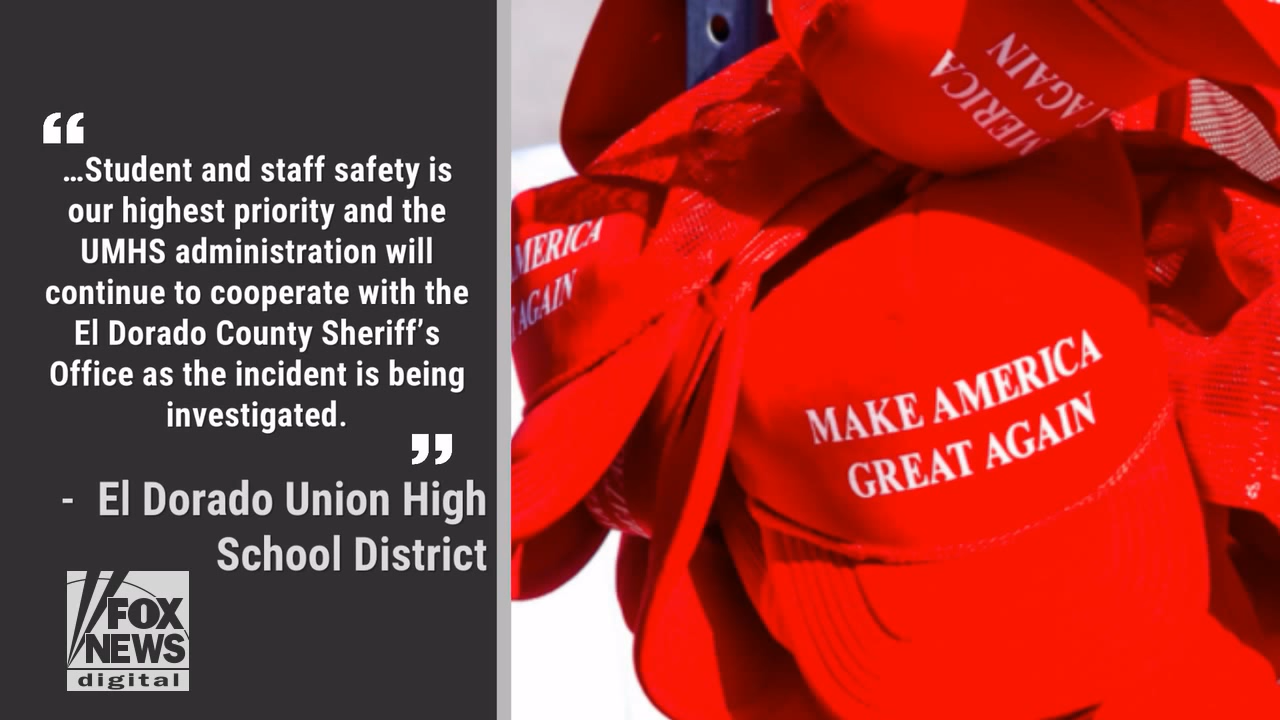 “
…Student and staff safety is
our highest priority and the
UMHS administration will
continue to cooperate with the
El Dorado County Sheriff’s
Office as the incident is being
investigated.
”
- El Dorado Union High
School District
FOX
NEWS
digital
MERICA
AGAIN
MERICA
AGAIN
MAKE AMERICA
GREAT AGAIN